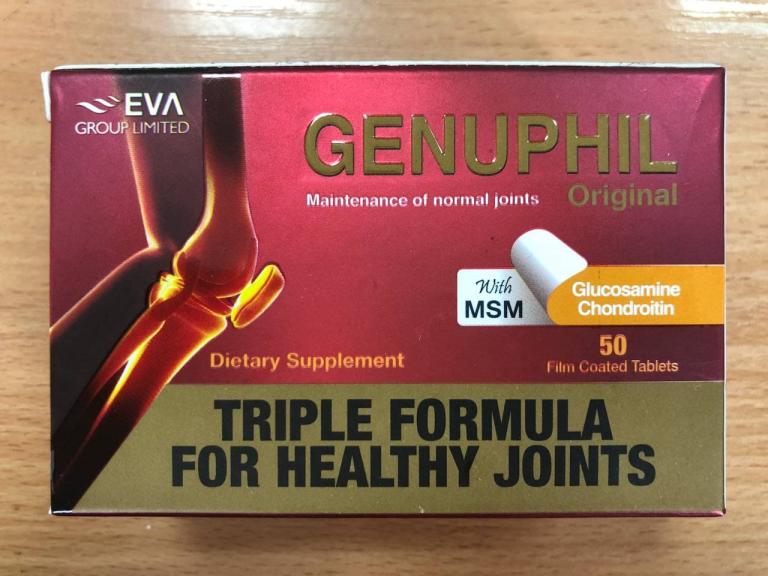 EVA
GROUP LIMITED
GENUPHIL
Original
Maintenance of normal joints
With
MSM
Glucosamine
Chondroitin
50
Film Coated Tablets
Dietary Supplement
TRIPLE FORMULA
FOR HEALTHY JOINTS